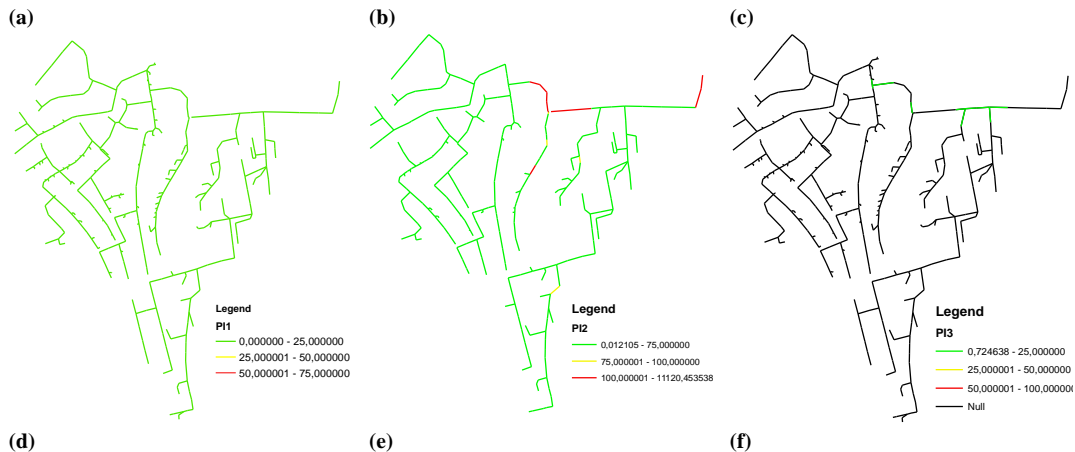 (a)
(b)
(c)
Legend
PI1
0,000000 - 25,000000
25,000001 - 50,000000
50,000001 - 75,000000
Legend
PI2
0,012105 - 75,000000
75,000001 - 100,000000
100,000001 - 11120,453538
Legend
PI3
0,724638 - 25,000000
25,000001 - 50,000000
50,000001 - 100,000000
Null
(d)
(e)
(f)